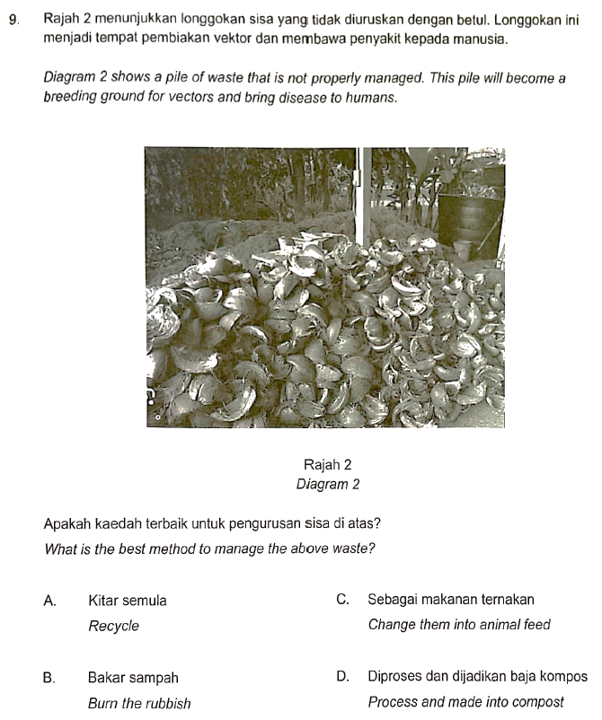 9. Rajah 2 menunjukkan longgokan sisa yang tidak diuruskan dengan betul. Longgokan ini
menjadi tempat pembiakan vektor dan membawa penyakit kepada manusia.
Diagram 2 shows a pile of waste that is not properly managed. This pile will become a
breeding ground for vectors and bring disease to humans.
Rajah 2
Diagram 2
Apakah kaedah terbaik untuk pengurusan sisa di atas?
What is the best method to manage the above waste?
A. Kitar semula
Recycle
B. Bakar sampah
Burn the rubbish
C. Sebagai makanan ternakan
Change them into animal feed
D. Diproses dan dijadikan baja kompos
Process and made into compost